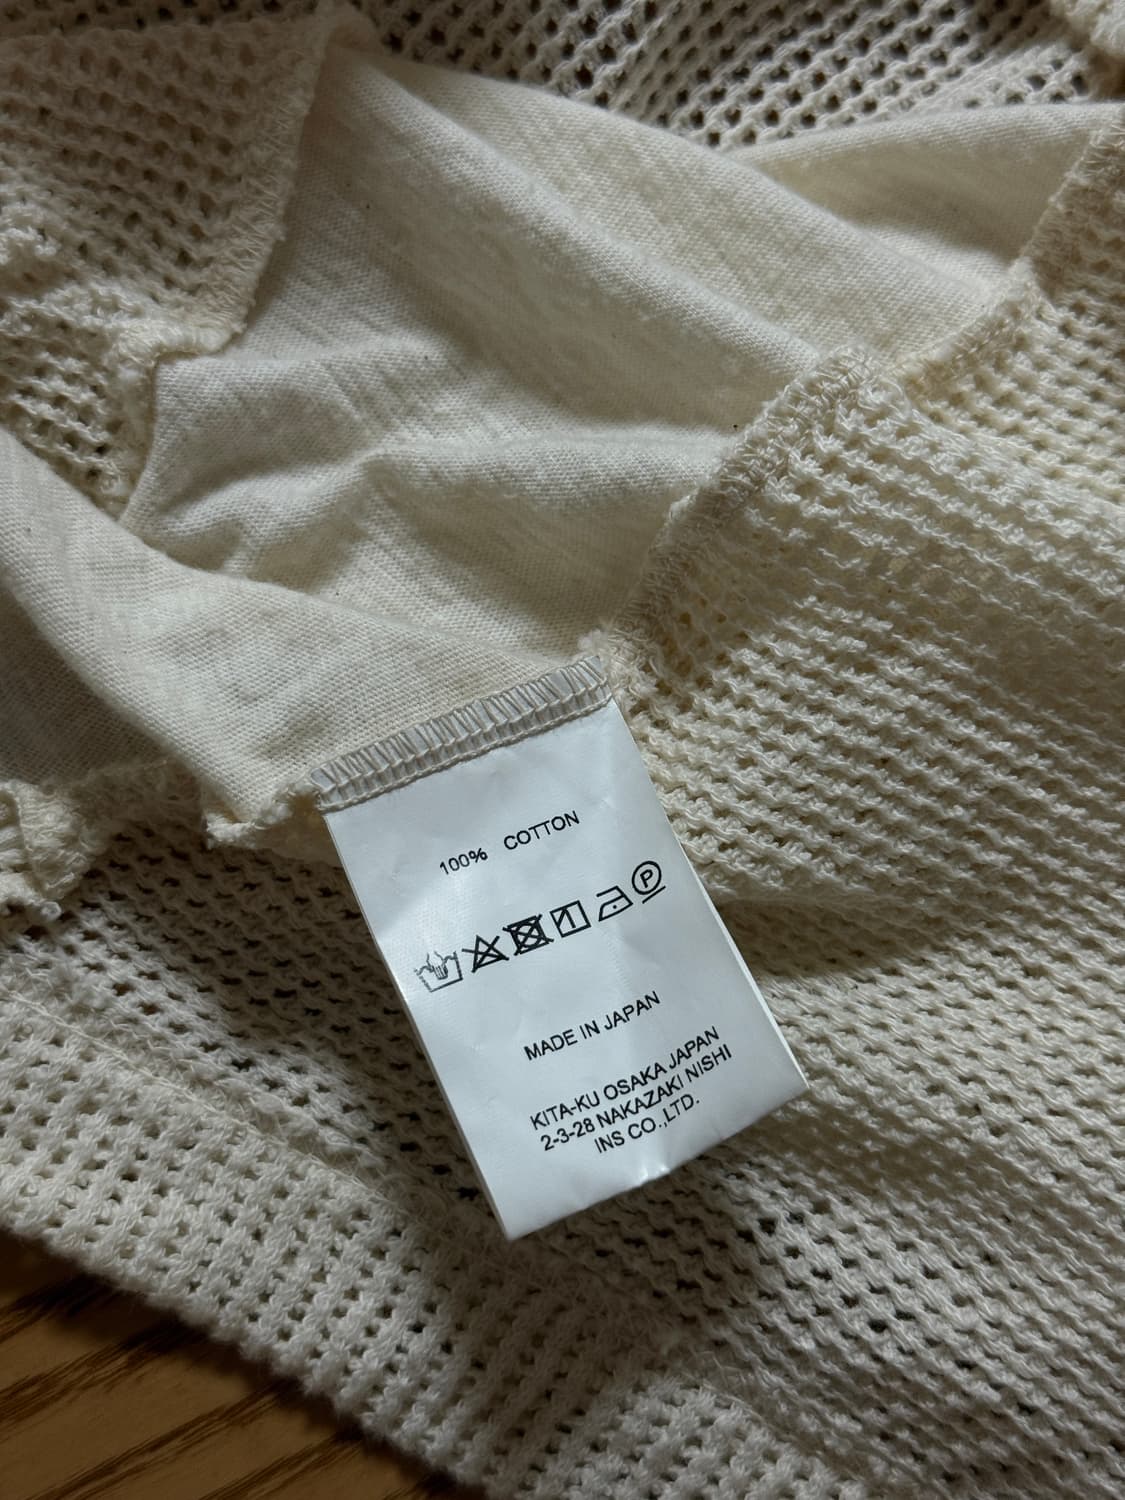 100% COTTON
P
MADE IN JAPAN
KITA-KU OSAKA JAPAN
2-3-28 NAKAZAKI NISHI
INS CO.,LTD.